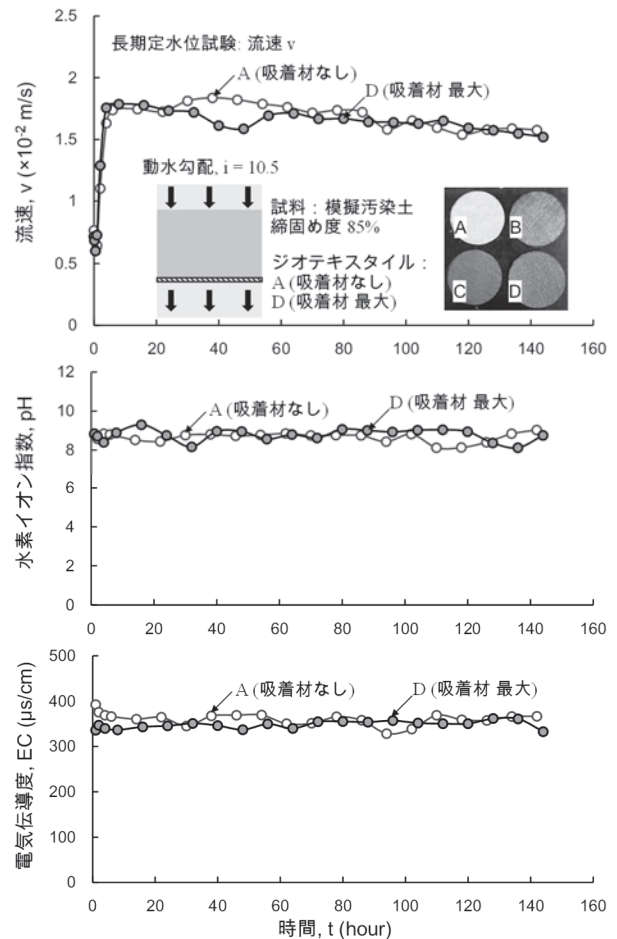 2.5
長期定水位試験: 流速 v
A (吸着材なし)
2
D (吸着材 最大)
1.5
動水勾配, i = 10.5
試料：模擬汚染土
締固め度 85%
1
A
B
ジオテキスタイル：
A (吸着材なし)
D (吸着材 最大)
0.5
C
D
0
流速, v (×10⁻² m/s)
0 20 40 60 80 100 120 140 160
12
A (吸着材なし)
D (吸着材 最大)
10
8
6
4
2
0
水素イオン指数, pH
0 20 40 60 80 100 120 140 160
500
A (吸着材なし)
D (吸着材 最大)
400
300
200
100
0
電気伝導度, EC (μs/cm)
0 20 40 60 80 100 120 140 160
時間, t (hour)